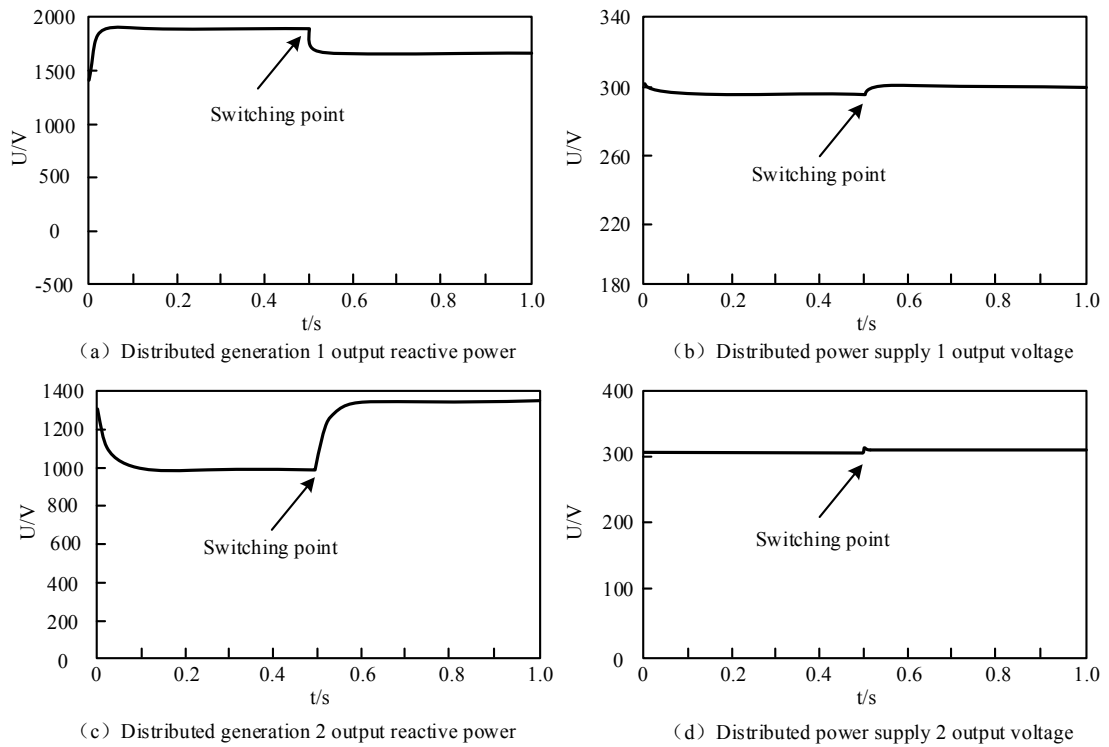 2000
1500
1000
500
0
-500
U/V
0 0.2 0.4 0.6 0.8 1.0
t/s
Switching point
(a) Distributed generation 1 output reactive power
340
300
260
220
180
U/V
0 0.2 0.4 0.6 0.8 1.0
t/s
Switching point
(b) Distributed power supply 1 output voltage
1400
1200
1000
800
600
400
200
0
U/V
0 0.2 0.4 0.6 0.8 1.0
t/s
Switching point
(c) Distributed generation 2 output reactive power
400
300
200
100
0
U/V
0 0.2 0.4 0.6 0.8 1.0
t/s
Switching point
(d) Distributed power supply 2 output voltage